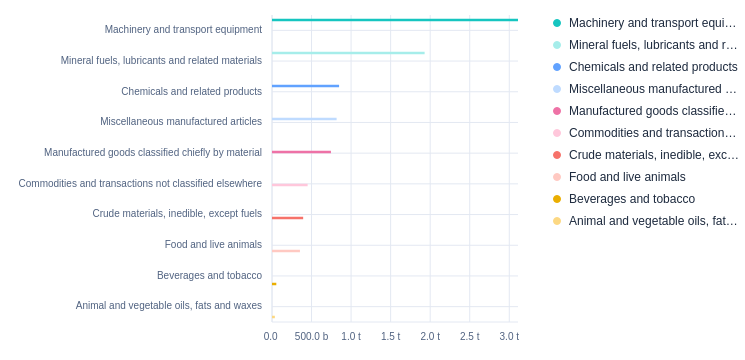 Machinery and transport equipment
Mineral fuels, lubricants and related materials
Chemicals and related products
Miscellaneous manufactured articles
Manufactured goods classified chiefly by material
Commodities and transactions not classified elsewhere
Crude materials, inedible, except fuels
Food and live animals
Beverages and tobacco
Animal and vegetable oils, fats and waxes
0.0 500.0 b 1.0 t 1.5 t 2.0 t 2.5 t 3.0 t
Machinery and transport equi…
Mineral fuels, lubricants and r…
Chemicals and related products
Miscellaneous manufactured …
Manufactured goods classifie…
Commodities and transaction…
Crude materials, inedible, exc…
Food and live animals
Beverages and tobacco
Animal and vegetable oils, fat…